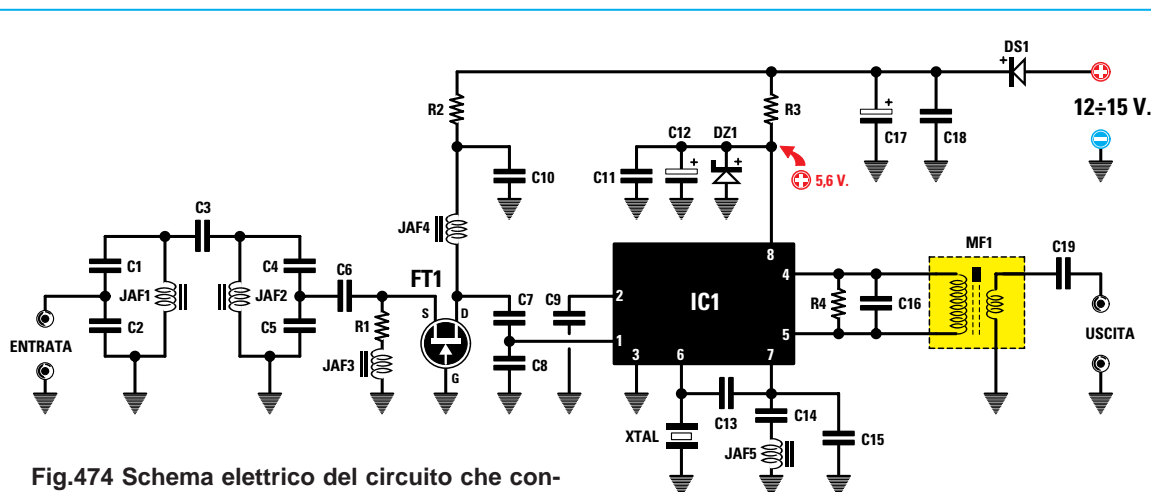 DS1
R2
R3
12÷15 V.
C17
C18
C12
DZ1
C11
5,6 V.
C10
C3
JAF4
MF1
C19
C1
C4
C6
FT1
8
4
JAF1
JAF2
C7
C9
2
IC1
R4
C16
S
D
C2
C5
R1
1
5
USCITA
ENTRATA
JAF3
G
C8
3
6
7
C13
C14
XTAL
JAF5
C15
Fig.474 Schema elettrico del circuito che con-